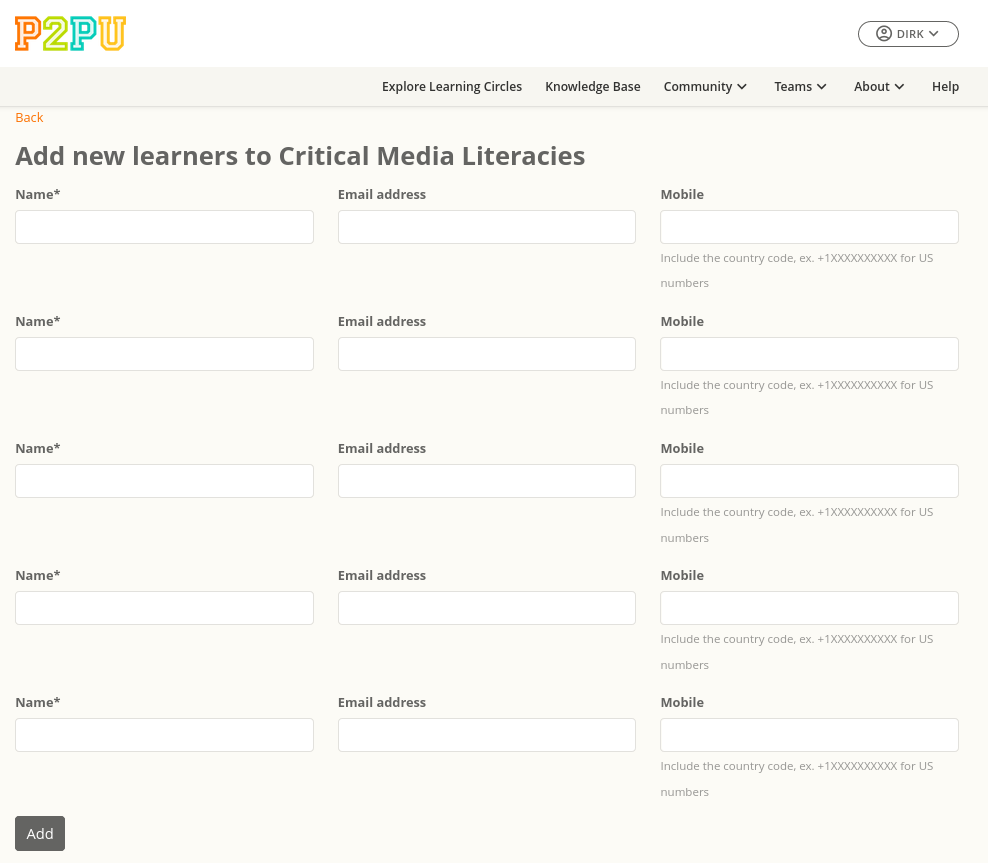 P2PU
DIRK
Explore Learning Circles Knowledge Base Community Teams About Help
Back
Add new learners to Critical Media Literacies
Name* Email address Mobile
Include the country code, ex. +1XXXXXXXXXX for US
numbers
Name* Email address Mobile
Include the country code, ex. +1XXXXXXXXXX for US
numbers
Name* Email address Mobile
Include the country code, ex. +1XXXXXXXXXX for US
numbers
Name* Email address Mobile
Include the country code, ex. +1XXXXXXXXXX for US
numbers
Name* Email address Mobile
Include the country code, ex. +1XXXXXXXXXX for US
numbers
Add